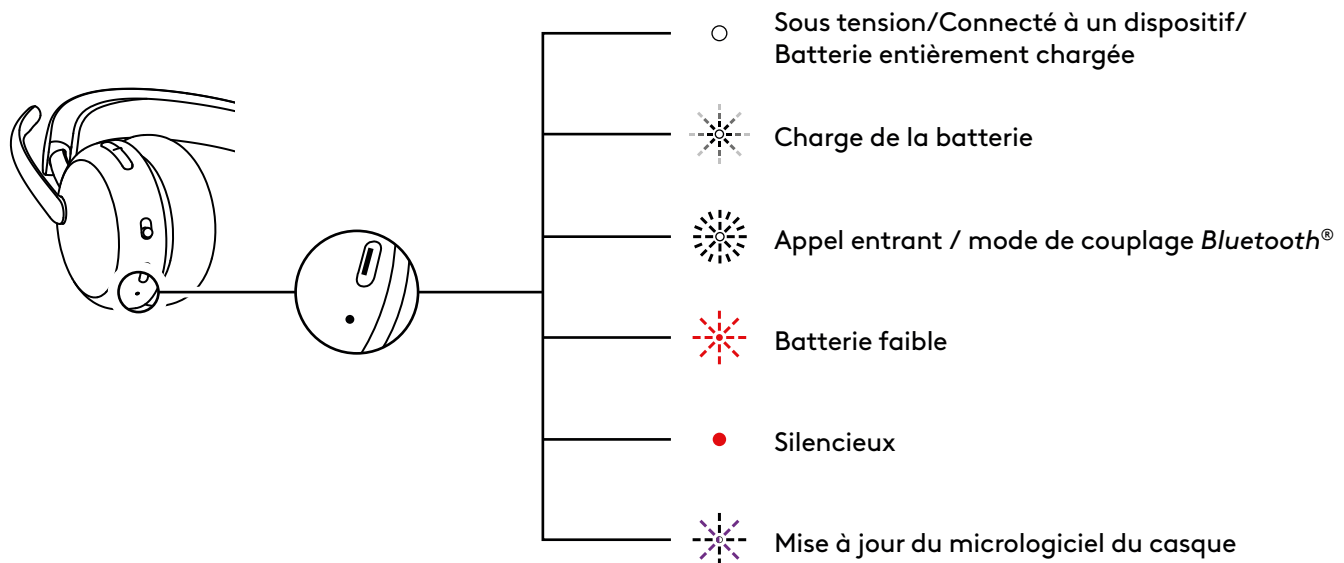 Sous tension/Connecté à un dispositif/
Batterie entièrement chargée
Charge de la batterie
Appel entrant / mode de couplage Bluetooth®
Batterie faible
Silencieux
Mise à jour du micrologiciel du casque